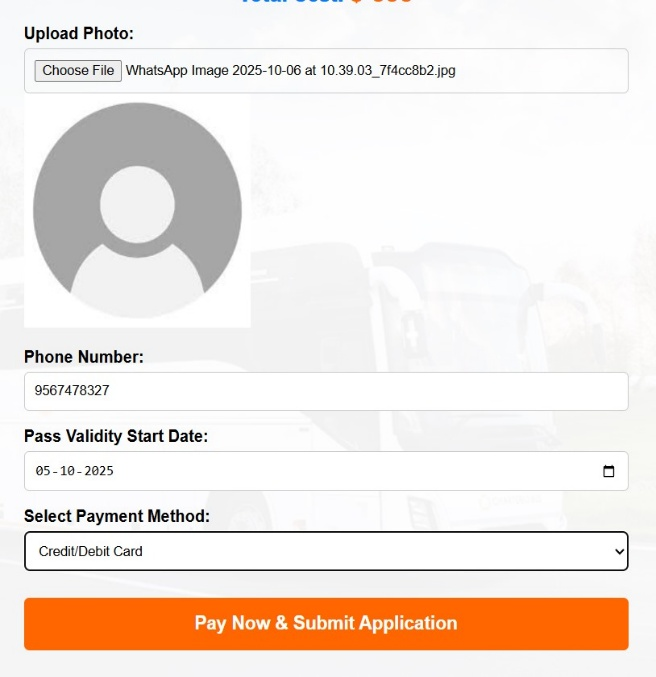 Upload Photo:
Choose File WhatsApp Image 2025-10-06 at 10.39.03_7f4cc8b2.jpg
Phone Number:
9567478327
Pass Validity Start Date:
05-10-2025
Select Payment Method:
Credit/Debit Card
Pay Now & Submit Application